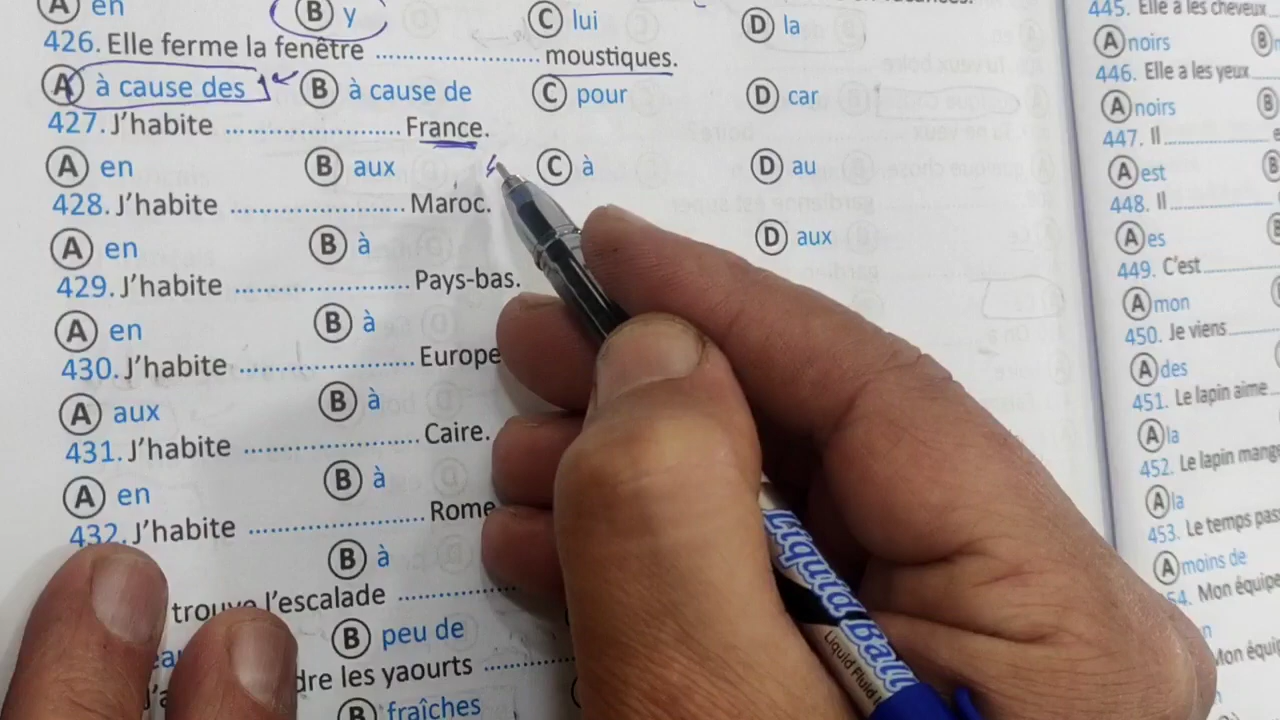 A en B y C lui D la
426. Elle ferme la fenêtre .............................. moustiques.
A à cause des B à cause de C pour D car
427. J'habite .............................. France.
A en B aux C à D au
428. J'habite .............................. Maroc.
A en B à D aux
429. J'habite .............................. Pays-bas.
A en B à
430. J'habite .............................. Europe
A aux B à
431. J'habite .............................. Caire.
A en B à
432. J'habite .............................. Rome
B à
trouve l'escalade ....................
B peu de
dre les yaourts ...............
B fraîches
445. Elle a les cheveux
A noirs B
446. Elle a les yeux
A noirs B
447. Il
A est B
448. Il
A es B
449. C'est
A mon
450. Je viens
A des
451. Le lapin aime
A la
452. Le lapin mang
A la
453. Le temps pas
A moins de
54. Mon équipe
Mon équip
Liquid Ball
Liquid Fluid